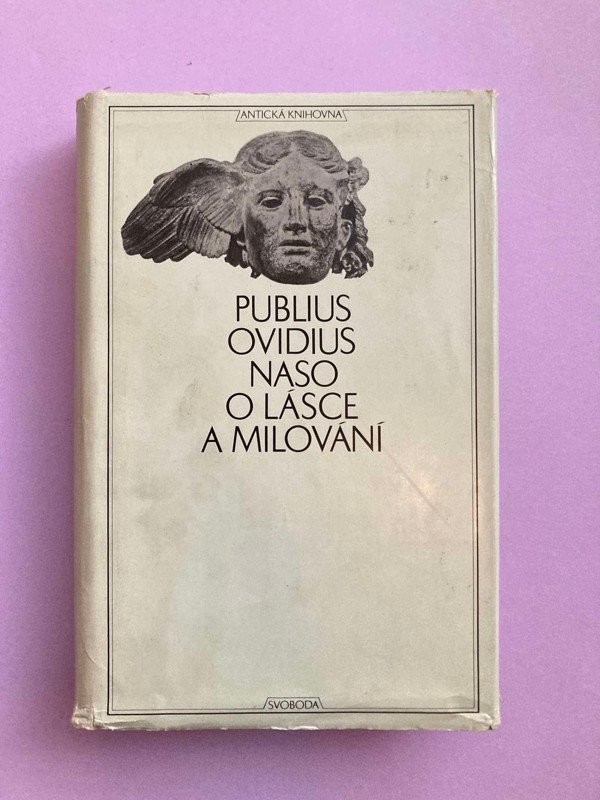 ANTICKÁ KNIHOVNA
PUBLIUS
OVIDIUS
NASO
O LÁSCE
A MILOVÁNÍ
SVOBODA